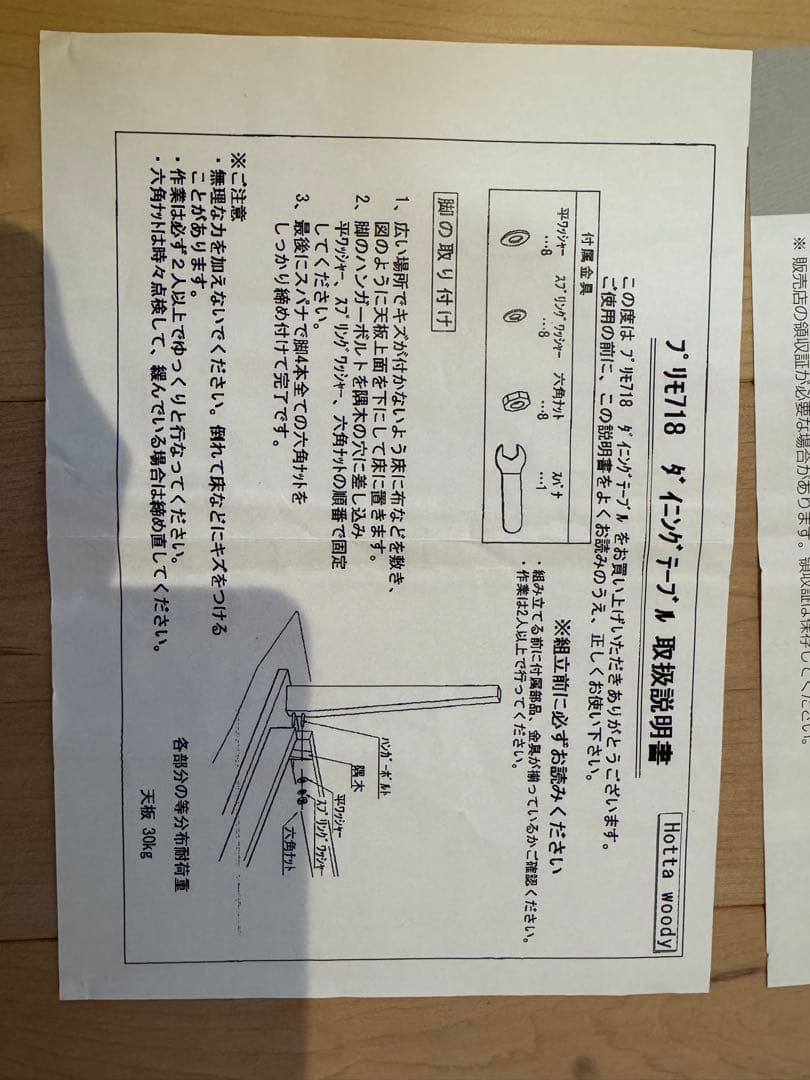 プリモ718 ダイニングテーブル 取扱説明書
Hotta woody
この度は プリモ718 ダイニングテーブル をお買い上げいただきありがとうございます。
ご使用の前に、この説明書をよくお読みのうえ、正しくお使い下さい。
付属金具
平ワッシャー スプリングワッシャー 六角ナット スパナ
…8 …8 …8 …1
※組立前に必ずお読みください
・組み立てる前に付属部品、金具が揃っているかご確認ください。
・作業は2人以上で行ってください。
脚の取り付け
1、広い場所でキズが付かないよう床に布などを敷き、
図のように天板上面を下にして床に置きます。
2、脚のハンガーボルトを隅木の穴に差し込み
平ワッシャー、スプリングワッシャー、六角ナットの順番で固定
してください。
3、最後にスパナで脚4本全ての六角ナットを
しっかり締め付けて完了です。
ハンガーボルト
隅木
平ワッシャー
スプリングワッシャー
六角ナット
※ご注意
・無理な力を加えないでください。倒れて床などにキズをつける
ことがあります。
・作業は必ず2人以上でゆっくりと行なってください。
・六角ナットは時々点検して、緩んでいる場合は締め直してください。
各部分の等分布耐荷重
天板 30kg
※ 販売店の領収証が必要な場合があります。領収証は保存してください。